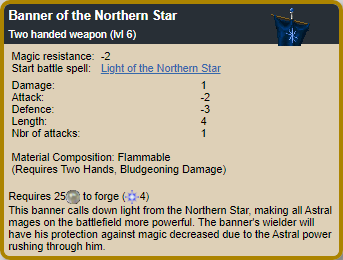 Banner of the Northern Star
Two handed weapon (lvl 6)
Magic resistance: -2
Start battle spell: Light of the Northern Star
Damage: 1
Attack: -2
Defence: -3
Length: 4
Nbr of attacks: 1
Material Composition: Flammable
(Requires Two Hands, Bludgeoning Damage)
Requires 25 to forge ( 4)
This banner calls down light from the Northern Star, making all Astral
mages on the battlefield more powerful. The banner's wielder will
have his protection against magic decreased due to the Astral power
rushing through him.